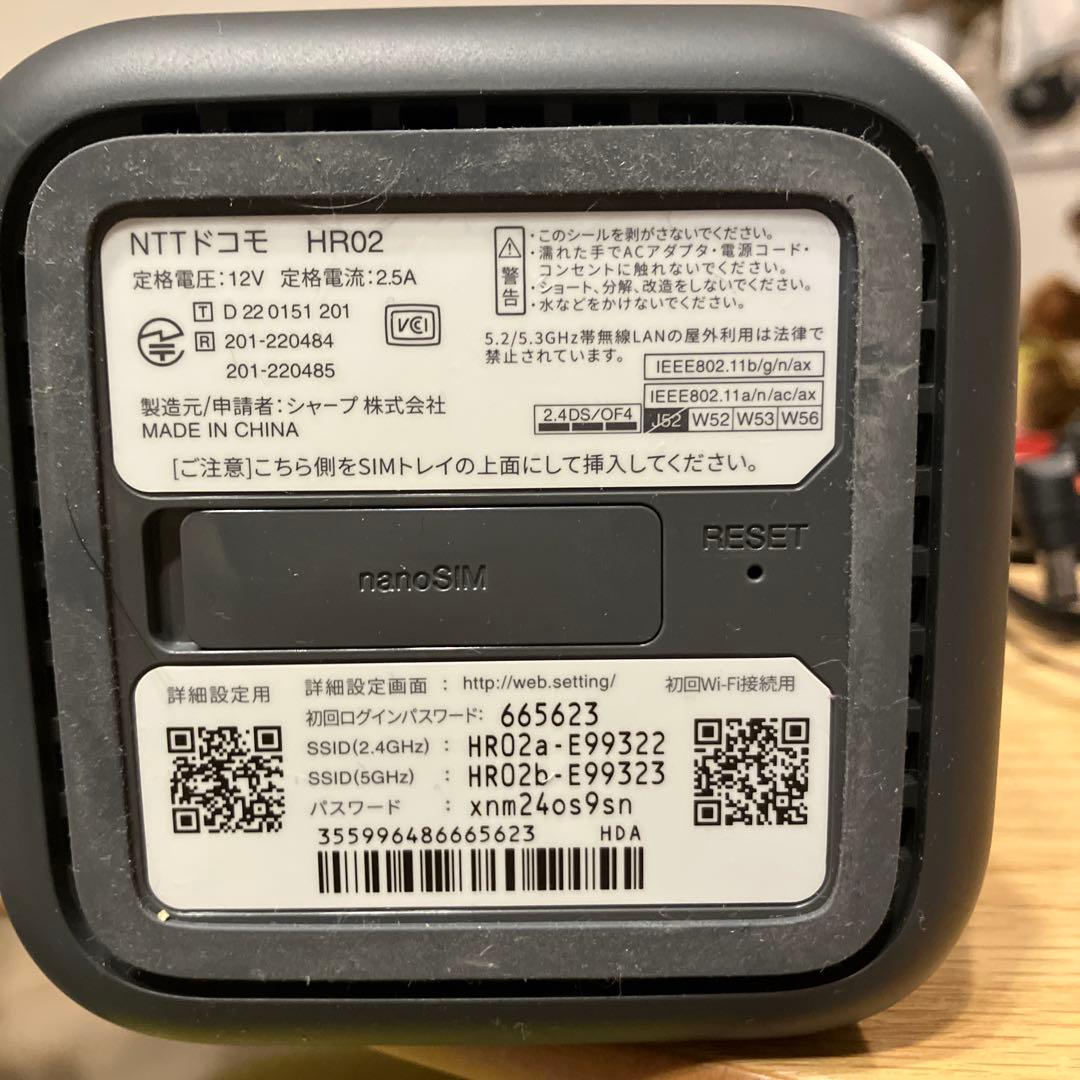 NTTドコモ HR02
定格電圧:12V 定格電流:2.5A
T D 22 0151 201
R 201-220484
201-220485
VCCI
製造元/申請者:シャープ 株式会社
MADE IN CHINA
警告
・このシールを剥がさないでください。
・濡れた手でACアダプタ・電源コード・
コンセントに触れないでください。
・ショート、分解、改造をしないでください。
・水などをかけないでください。
5.2/5.3GHz帯無線LANの屋外利用は法律で
禁止されています。
IEEE802.11b/g/n/ax
IEEE802.11a/n/ac/ax
2.4DS/OF4
J52 W52 W53 W56
[ご注意]こちら側をSIMトレイの上面にして挿入してください。
nanoSIM
RESET
詳細設定用
詳細設定画面 : http://web.setting/
初回ログインパスワード: 665623
SSID(2.4GHz) : HR02a-E99322
SSID(5GHz) : HR02b-E99323
パスワード : xnm24os9sn
355996486665623 HDA
初回Wi-Fi接続用